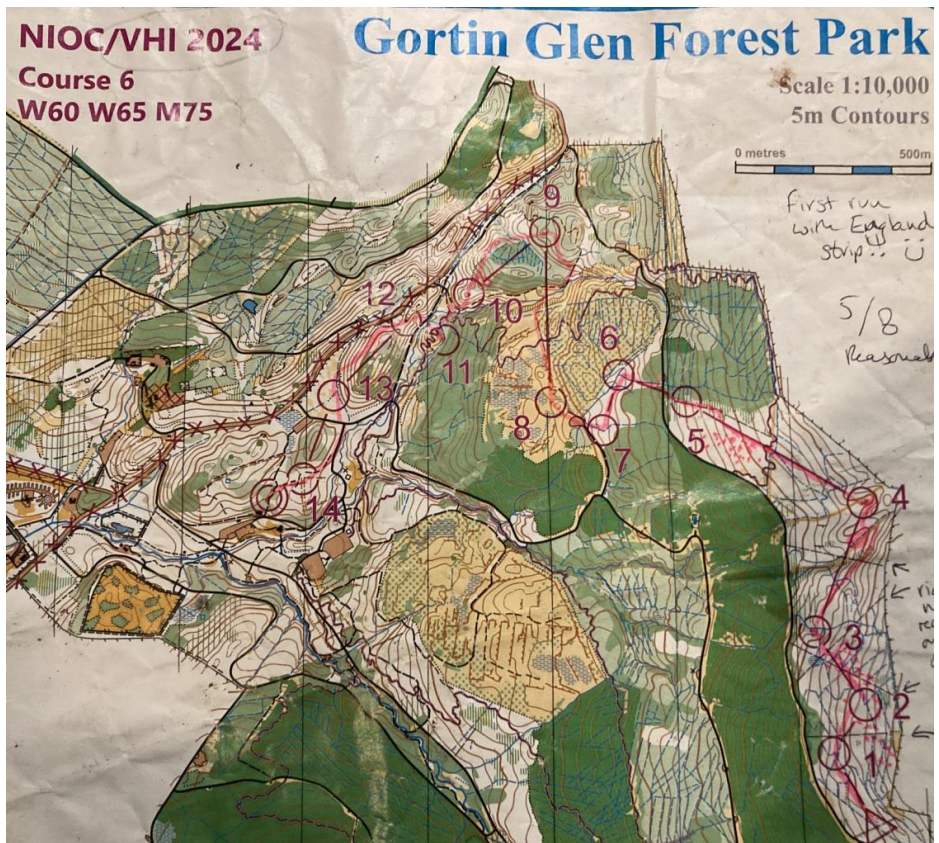 NIOC/VHI 2024
Course 6
W60 W65 M75
Gortin Glen Forest Park
Scale 1:10,000
5m Contours
0 metres 500m
first run
with England
strip!!
5/8
9
12
10
6
11
13
8
5
7
14
4
3
2
1